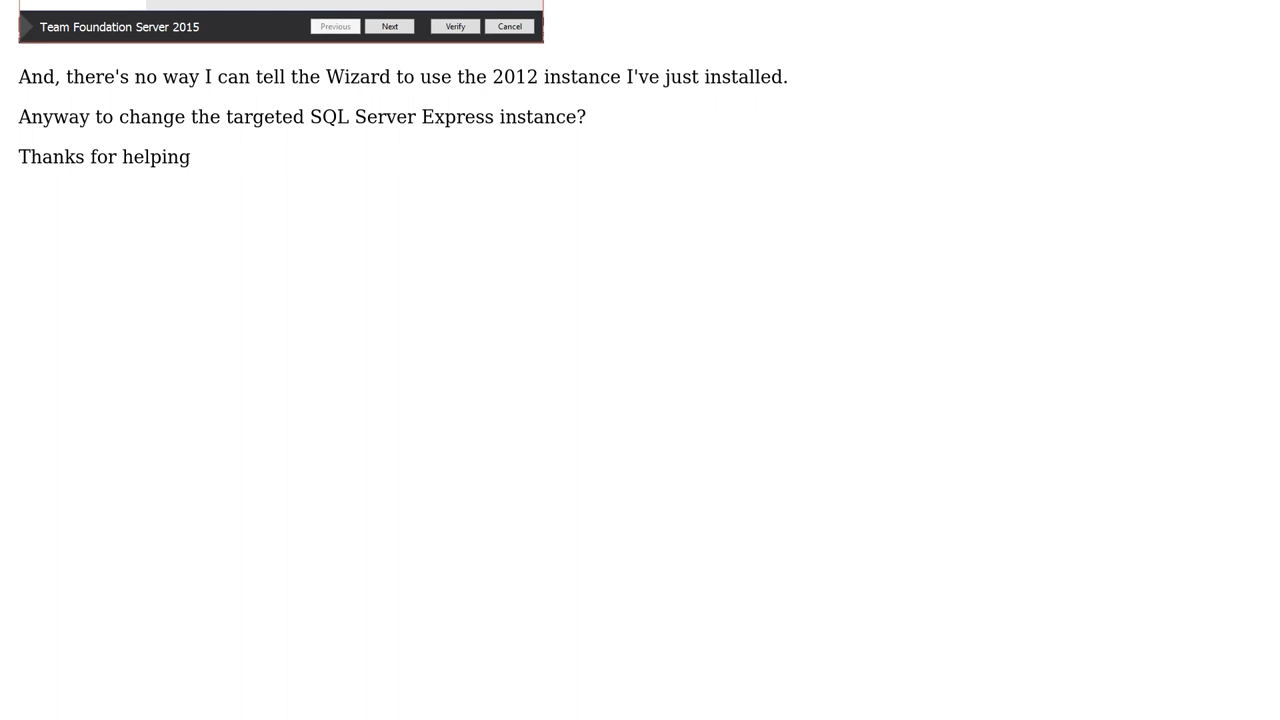 Team Foundation Server 2015 Previous Next Verify Cancel
And, there's no way I can tell the Wizard to use the 2012 instance I've just installed.
Anyway to change the targeted SQL Server Express instance?
Thanks for helping